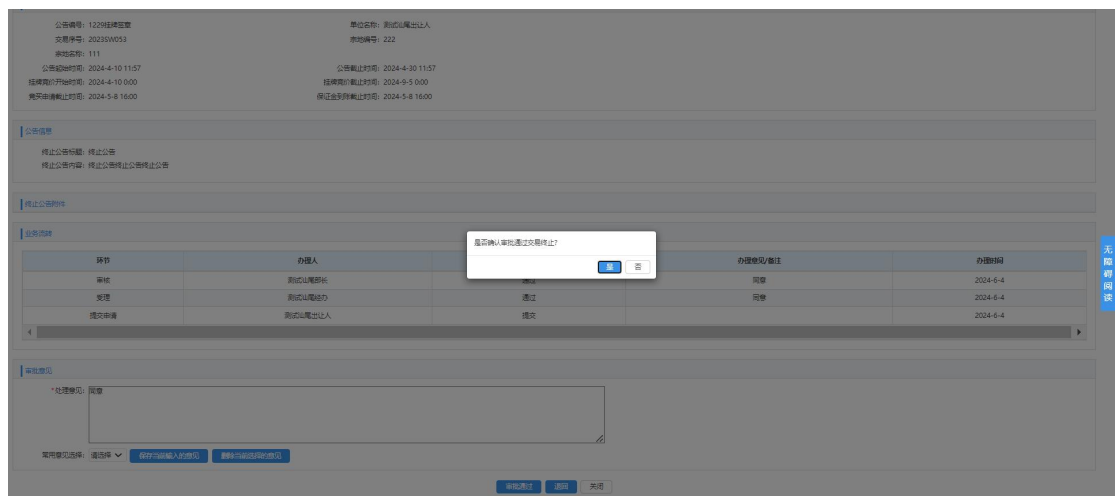 公告编号: 1229挂牌签章 单位名称: 测试汕尾出让人
交易序号: 2023SW053 宗地编号: 222
宗地名称: 111
公告起始时间: 2024-4-10 11:57 公告截止时间: 2024-4-30 11:57
挂牌竞价开始时间: 2024-4-10 0:00 挂牌竞价截止时间: 2024-9-5 0:00
竞买申请截止时间: 2024-5-8 16:00 保证金到账截止时间: 2024-5-8 16:00
公告信息
终止公告标题: 终止公告
终止公告内容: 终止公告终止公告终止公告
终止公告附件
业务流转
是否确认审批通过交易终止?
是 否
环节 办理人 办理意见/备注 办理时间
审核 测试汕尾部长 通过 同意 2024-6-4
受理 测试汕尾经办 通过 同意 2024-6-4
提交申请 测试汕尾出让人 提交 2024-6-4
审批意见
*处理意见: 同意
常用意见选择: 请选择 保存当前输入的意见 删除当前选择的意见
审批通过 退回 关闭
无障碍阅读